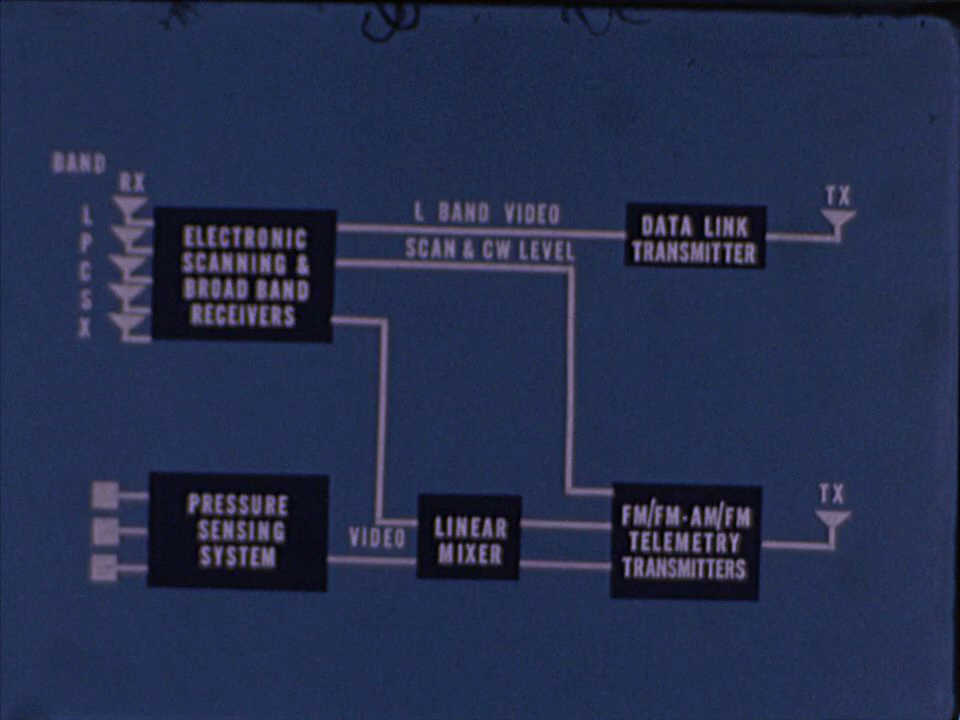 BAND
RX
L
P
C
S
X
ELECTRONIC
SCANNING &
BROAD BAND
RECEIVERS
L BAND VIDEO
SCAN & CW LEVEL
DATA LINK
TRANSMITTER
TX
PRESSURE
SENSING
SYSTEM
VIDEO
LINEAR
MIXER
FM/FM-AM/FM
TELEMETRY
TRANSMITTERS
TX